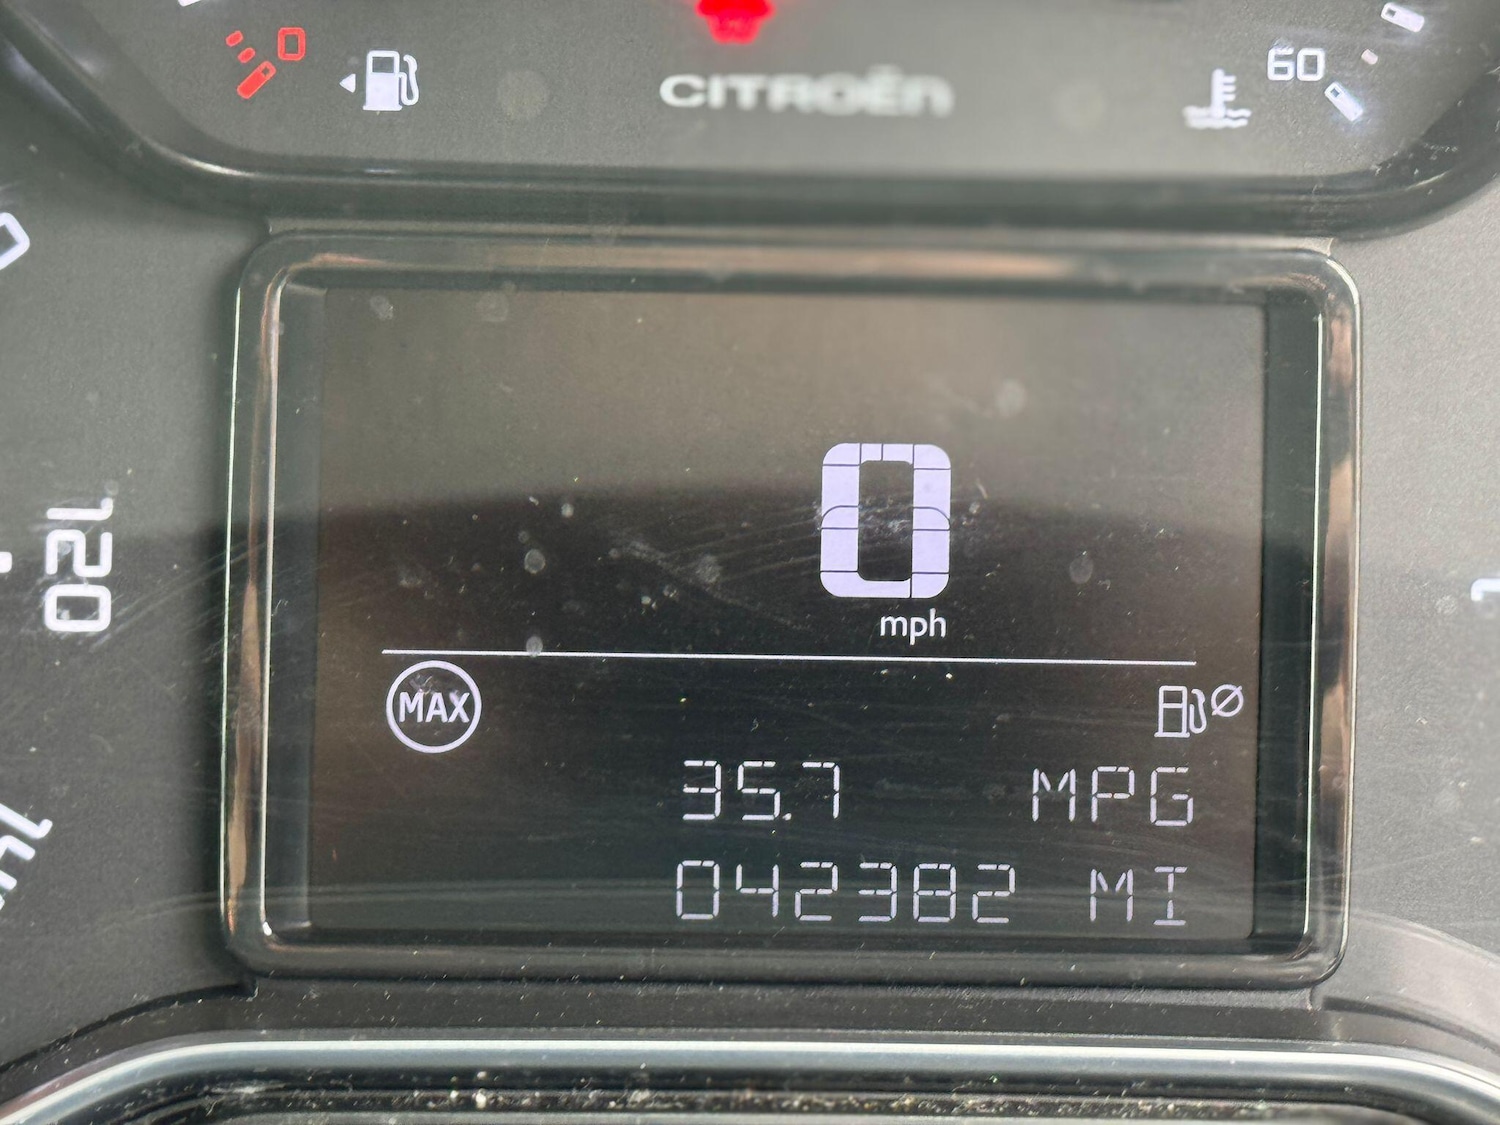 0
CITROËN
60
120
0
mph
MAX
35.7 MPG
042382 MI